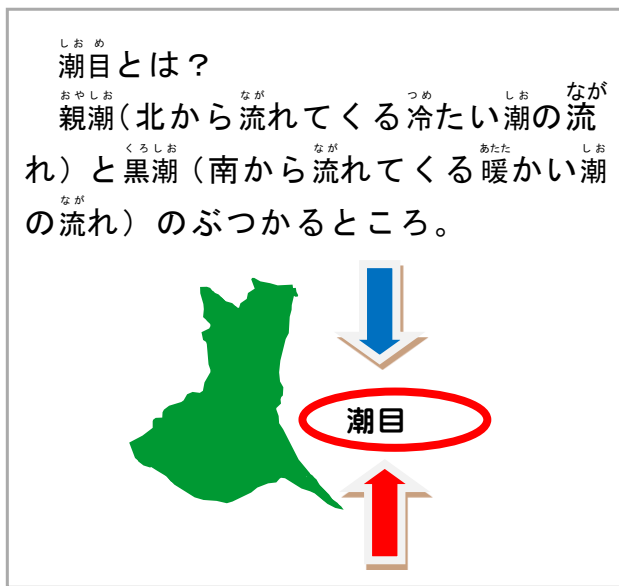 潮目とは？
親潮（北から流れてくる冷たい潮の流
れ）と黒潮（南から流れてくる暖かい潮
の流れ）のぶつかるところ。
潮目